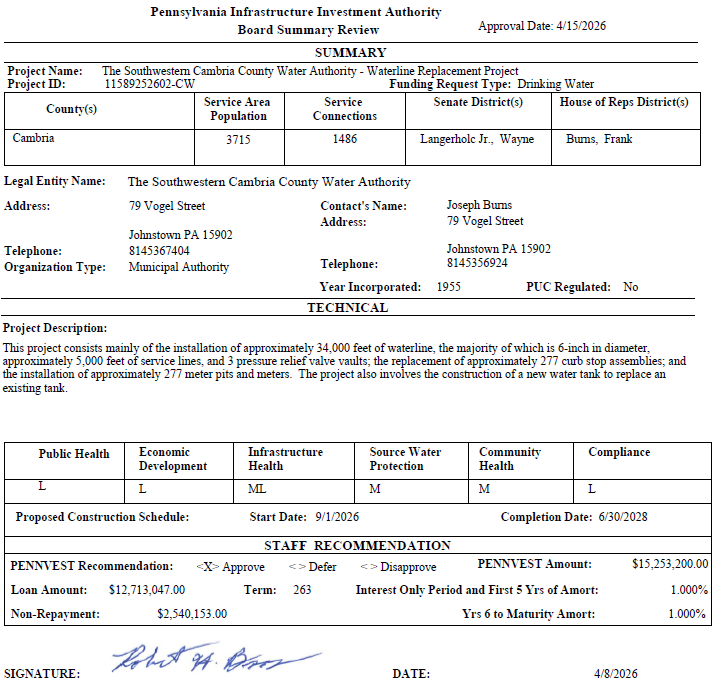 Pennsylvania Infrastructure Investment Authority
Board Summary Review
Approval Date: 4/15/2026
SUMMARY
Project Name: The Southwestern Cambria County Water Authority - Waterline Replacement Project
Project ID: 11589252602-CW Funding Request Type: Drinking Water
County(s) Service Area Population Service Connections Senate District(s) House of Reps District(s)
Cambria 3715 1486 Langerholc Jr., Wayne Burns, Frank
Legal Entity Name: The Southwestern Cambria County Water Authority
Address: 79 Vogel Street Contact's Name: Joseph Burns
Address: 79 Vogel Street
Johnstown PA 15902 Johnstown PA 15902
Telephone: 8145367404 Telephone: 8145356924
Organization Type: Municipal Authority
Year Incorporated: 1955 PUC Regulated: No
TECHNICAL
Project Description:
This project consists mainly of the installation of approximately 34,000 feet of waterline, the majority of which is 6-inch in diameter,
approximately 5,000 feet of service lines, and 3 pressure relief valve vaults; the replacement of approximately 277 curb stop assemblies; and
the installation of approximately 277 meter pits and meters. The project also involves the construction of a new water tank to replace an
existing tank.
Public Health Economic Development Infrastructure Health Source Water Protection Community Health Compliance
L L ML M M L
Proposed Construction Schedule: Start Date: 9/1/2026 Completion Date: 6/30/2028
STAFF RECOMMENDATION
PENNVEST Recommendation: <X> Approve < > Defer < > Disapprove PENNVEST Amount: $15,253,200.00
Loan Amount: $12,713,047.00 Term: 263 Interest Only Period and First 5 Yrs of Amort: 1.000%
Non-Repayment: $2,540,153.00 Yrs 6 to Maturity Amort: 1.000%
SIGNATURE: DATE: 4/8/2026